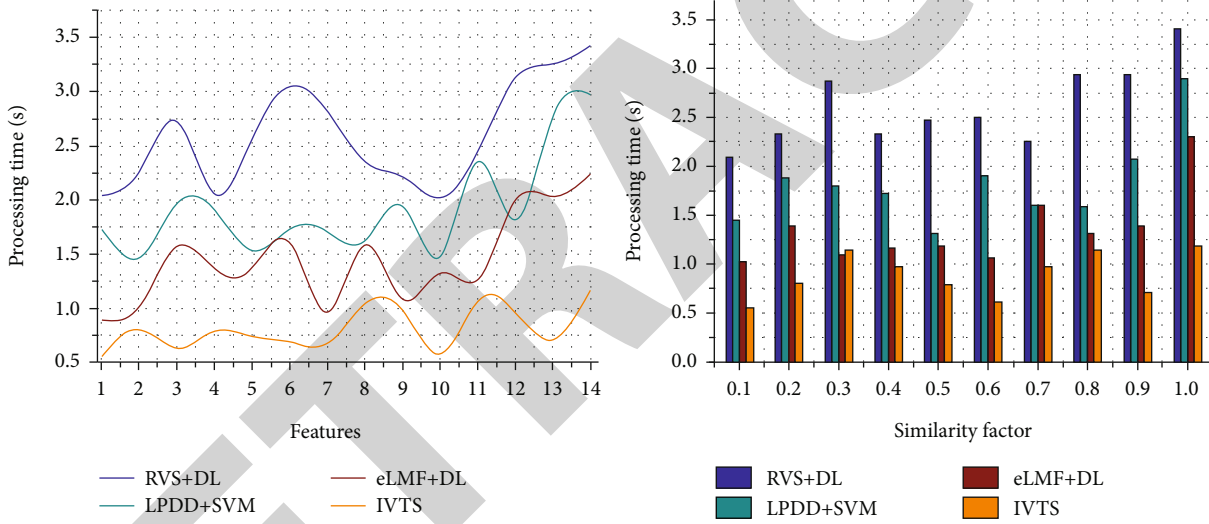 3.5
3.0
2.5
2.0
1.5
1.0
0.5
Processing time (s)
1 2 3 4 5 6 7 8 9 10 11 12 13 14
Features
RVS+DL
eLMF+DL
LPDD+SVM
IVTS
3.5
3.0
2.5
2.0
1.5
1.0
0.5
0.0
Processing time (s)
0.1 0.2 0.3 0.4 0.5 0.6 0.7 0.8 0.9 1.0
Similarity factor
RVS+DL
eLMF+DL
LPDD+SVM
IVTS
ETRAC